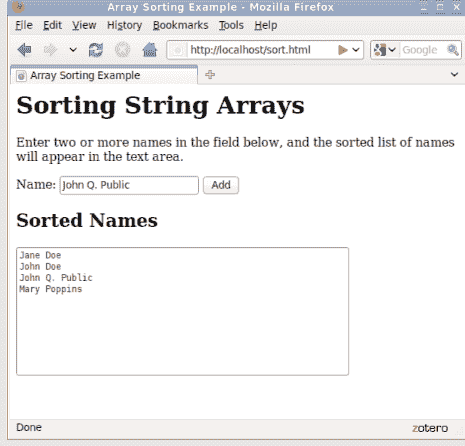 Array Sorting Example - Mozilla Firefox
File Edit View History Bookmarks Tools Help
http://localhost/sort.html Google
Array Sorting Example
Sorting String Arrays
Enter two or more names in the field below, and the sorted list of names
will appear in the text area.
Name: John Q. Public Add
Sorted Names
Jane Doe
John Doe
John Q. Public
Mary Poppins
Done zotero